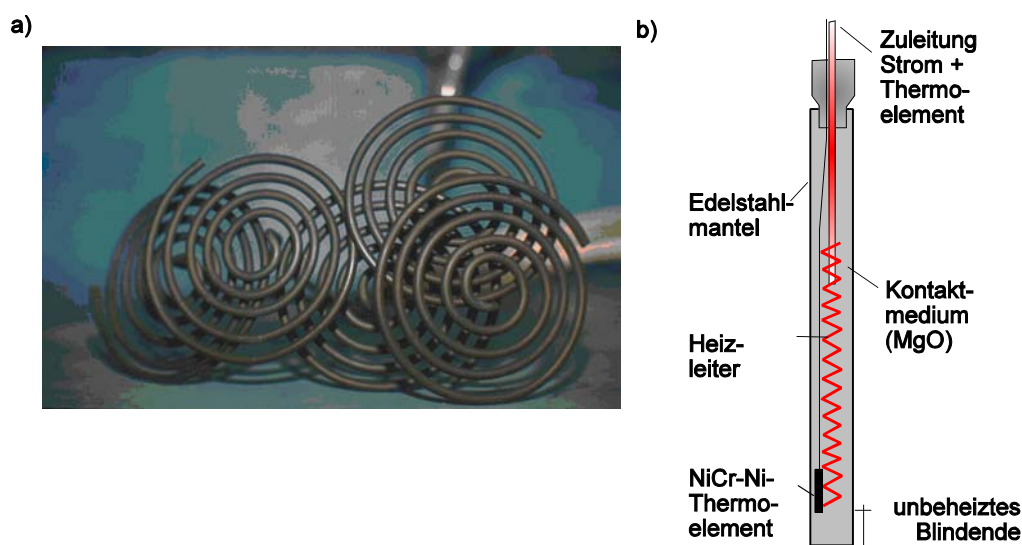 a)
b)
Zuleitung
Strom +
Thermo-
element
Edelstahl-
mantel
Kontakt-
medium
(MgO)
Heiz-
leiter
NiCr-Ni-
Thermo-
element
unbeheiztes
Blindende